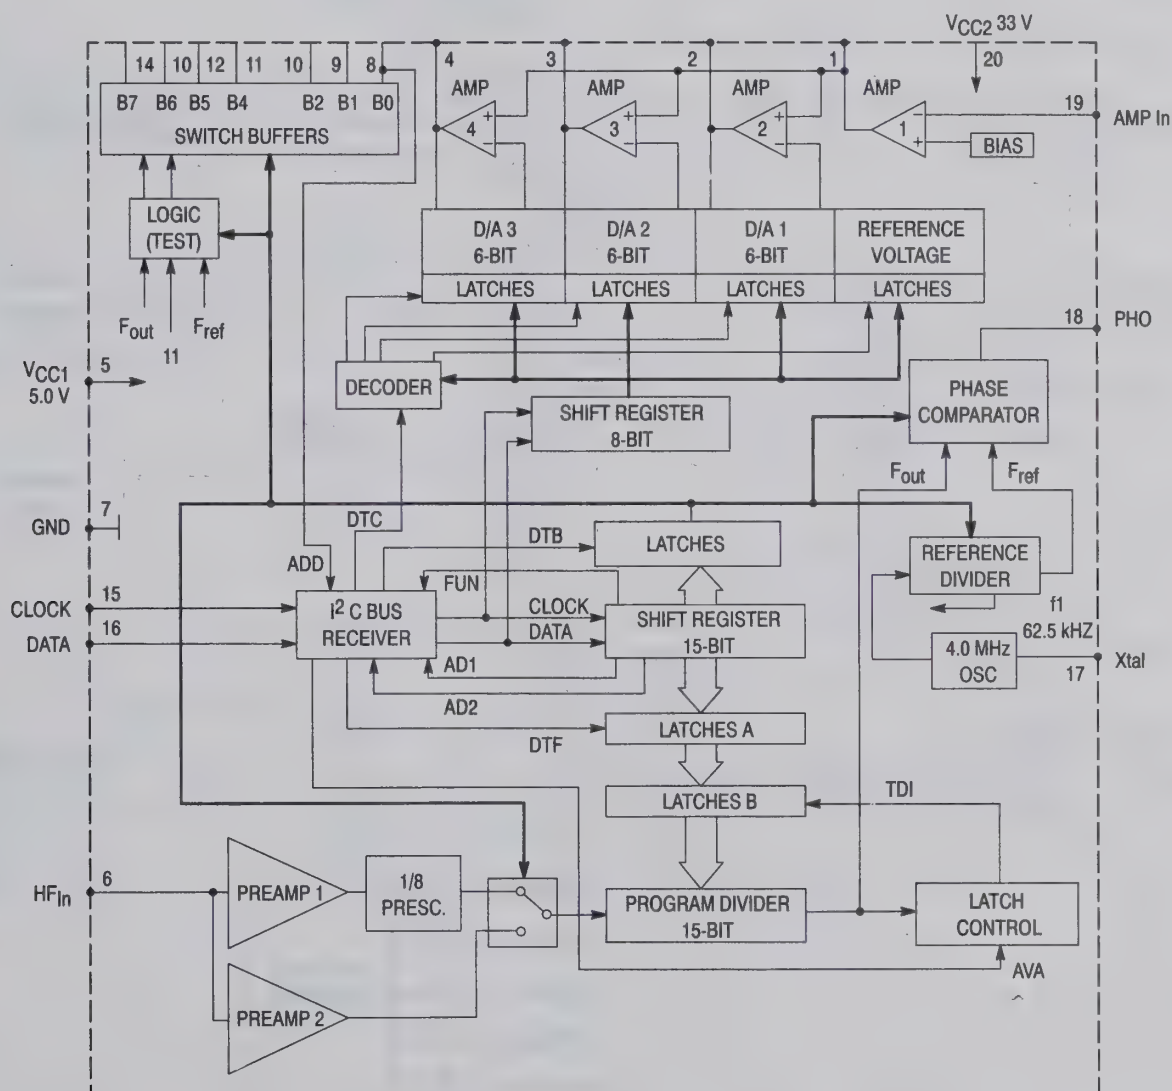 VCC2 33 V
14 10 12 11 10 9 8
4 3 2 1 20
B7 B6 B5 B4 B2 B1 B0
SWITCH BUFFERS
AMP AMP AMP AMP
+ 4 −
+ 3 −
+ 2 −
− 1 +
BIAS
19
AMP In
LOGIC
(TEST)
Fout
11
Fref
D/A 3
6-BIT
LATCHES
D/A 2
6-BIT
LATCHES
D/A 1
6-BIT
LATCHES
REFERENCE
VOLTAGE
LATCHES
18
PHO
VCC1
5.0 V
5
DECODER
SHIFT REGISTER
8-BIT
PHASE
COMPARATOR
Fout
Fref
GND
7
DTC
ADD
DTB
LATCHES
REFERENCE
DIVIDER
f1
62.5 kHZ
FUN
CLOCK
15
DATA
16
I2C BUS
RECEIVER
CLOCK
DATA
SHIFT REGISTER
15-BIT
AD1
AD2
4.0 MHz
OSC
17
Xtal
DTF
LATCHES A
LATCHES B
TDI
HFIn
6
PREAMP 1
1/8
PRESC.
PROGRAM DIVIDER
15-BIT
LATCH
CONTROL
AVA
PREAMP 2